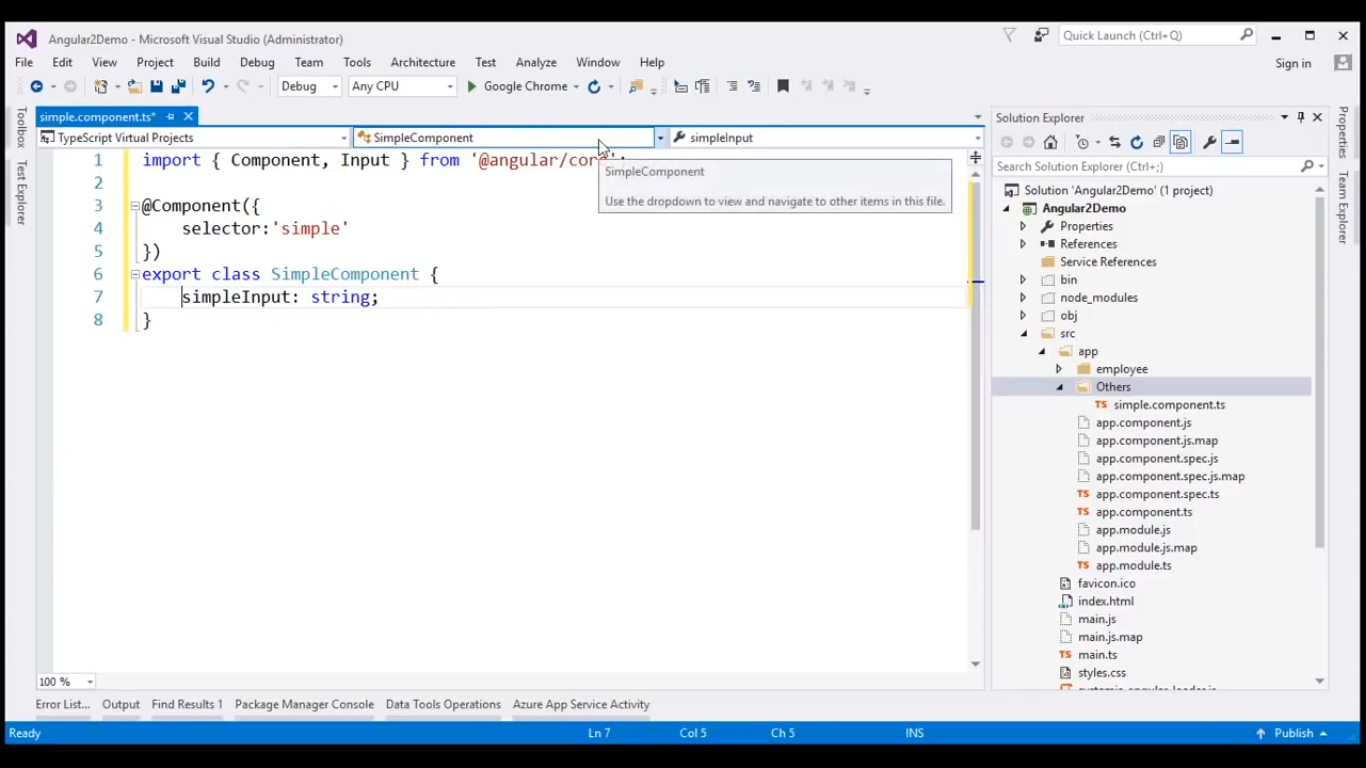 Angular2Demo - Microsoft Visual Studio (Administrator)
Quick Launch (Ctrl+Q)
File Edit View Project Build Debug Team Tools Architecture Test Analyze Window Help
Sign in
Debug Any CPU Google Chrome
Toolbox
Test Explorer
simple.component.ts*
TypeScript Virtual Projects SimpleComponent simpleInput
1 import { Component, Input } from '@angular/core';
SimpleComponent
Use the dropdown to view and navigate to other items in this file.
2
3 @Component({
4 selector:'simple'
5 })
6 export class SimpleComponent {
7 simpleInput: string;
8 }
100 %
Solution Explorer
Search Solution Explorer (Ctrl+;)
Solution 'Angular2Demo' (1 project)
Angular2Demo
Properties
References
Service References
bin
node_modules
obj
src
app
employee
Others
TS simple.component.ts
app.component.js
app.component.js.map
app.component.spec.js
app.component.spec.js.map
TS app.component.spec.ts
TS app.component.ts
app.module.js
app.module.js.map
TS app.module.ts
favicon.ico
index.html
main.js
main.js.map
TS main.ts
styles.css
Properties
Team Explorer
Error List... Output Find Results 1 Package Manager Console Data Tools Operations Azure App Service Activity
Ready Ln 7 Col 5 Ch 5 INS Publish